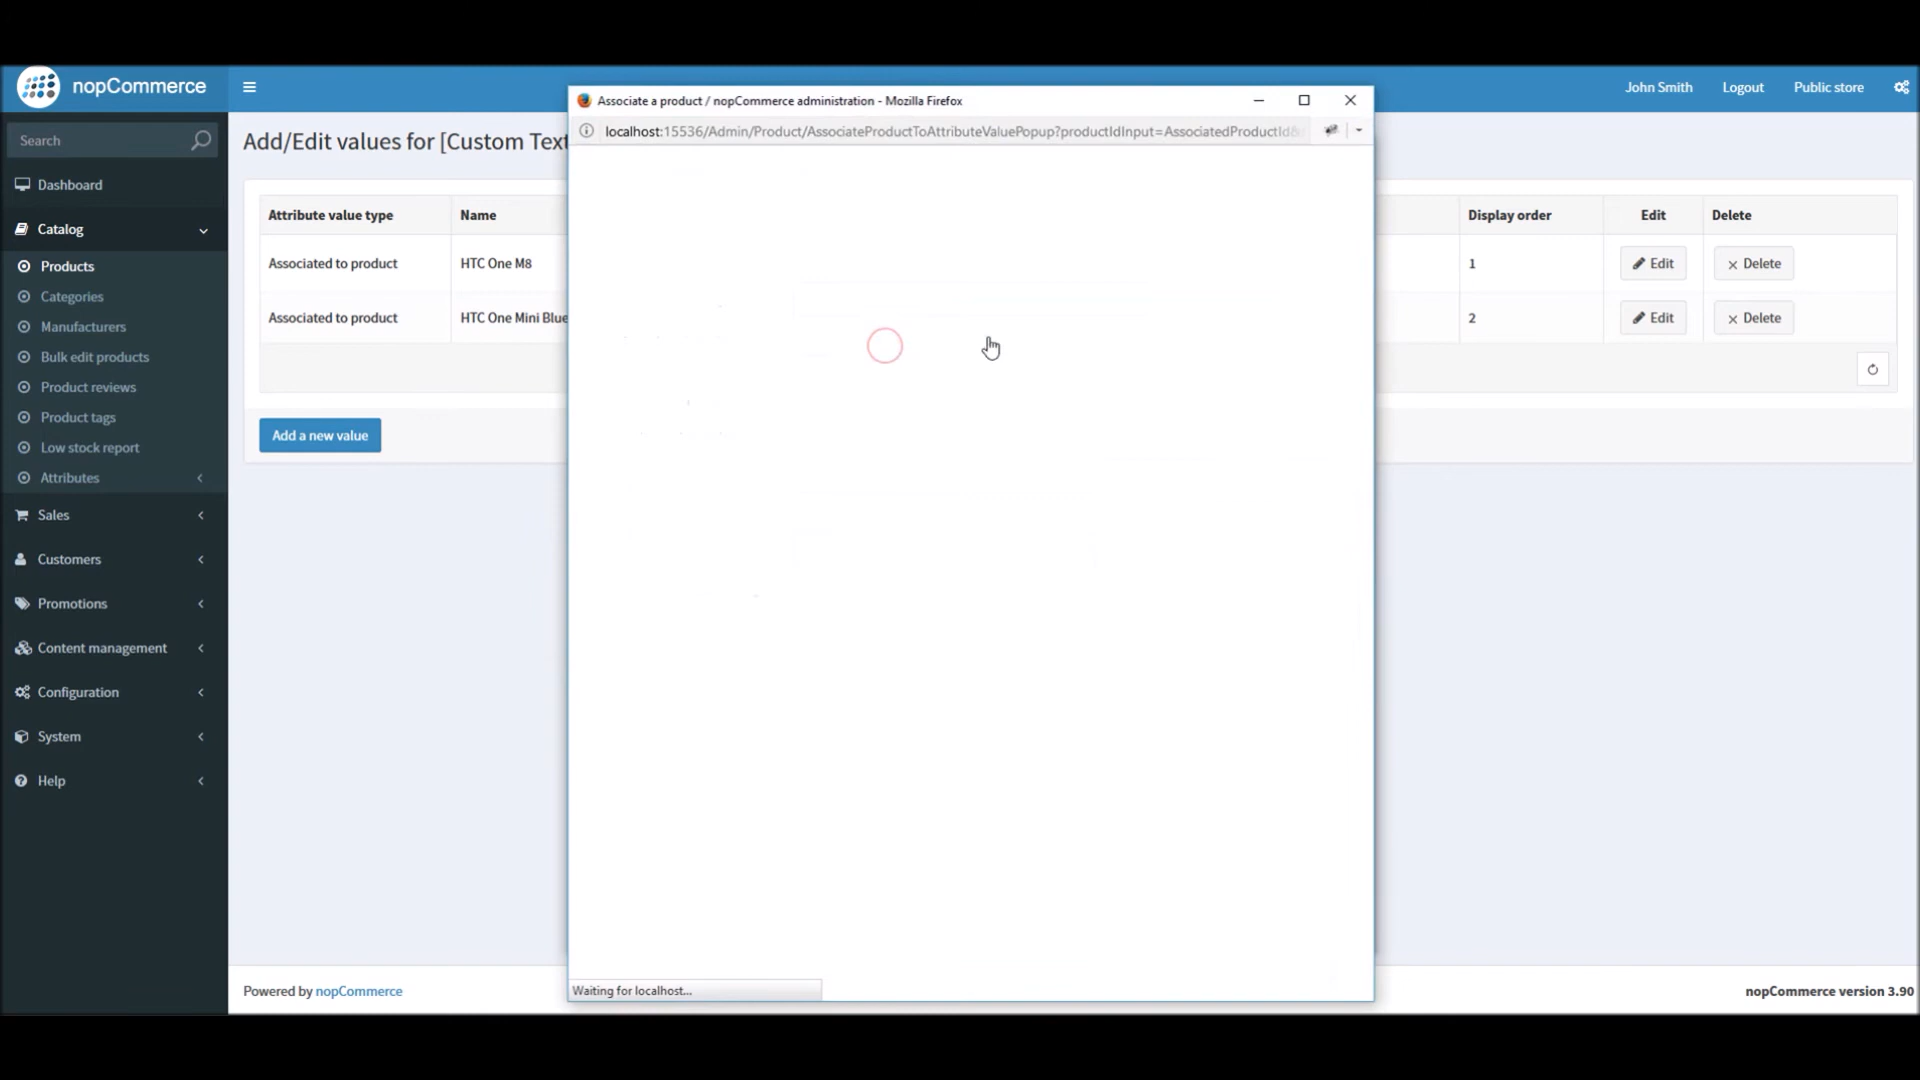 nopCommerce
John Smith Logout Public store
Associate a product / nopCommerce administration - Mozilla Firefox
localhost:15536/Admin/Product/AssociateProductToAttributeValuePopup?productIdInput=AssociatedProductId
Search
Dashboard
Catalog
Products
Categories
Manufacturers
Bulk edit products
Product reviews
Product tags
Low stock report
Attributes
Sales
Customers
Promotions
Content management
Configuration
System
Help
Add/Edit values for [Custom Text
Attribute value type Name Display order Edit Delete
Associated to product HTC One M8 1 Edit Delete
Associated to product HTC One Mini Blue 2 Edit Delete
Add a new value
Waiting for localhost...
Powered by nopCommerce
nopCommerce version 3.90